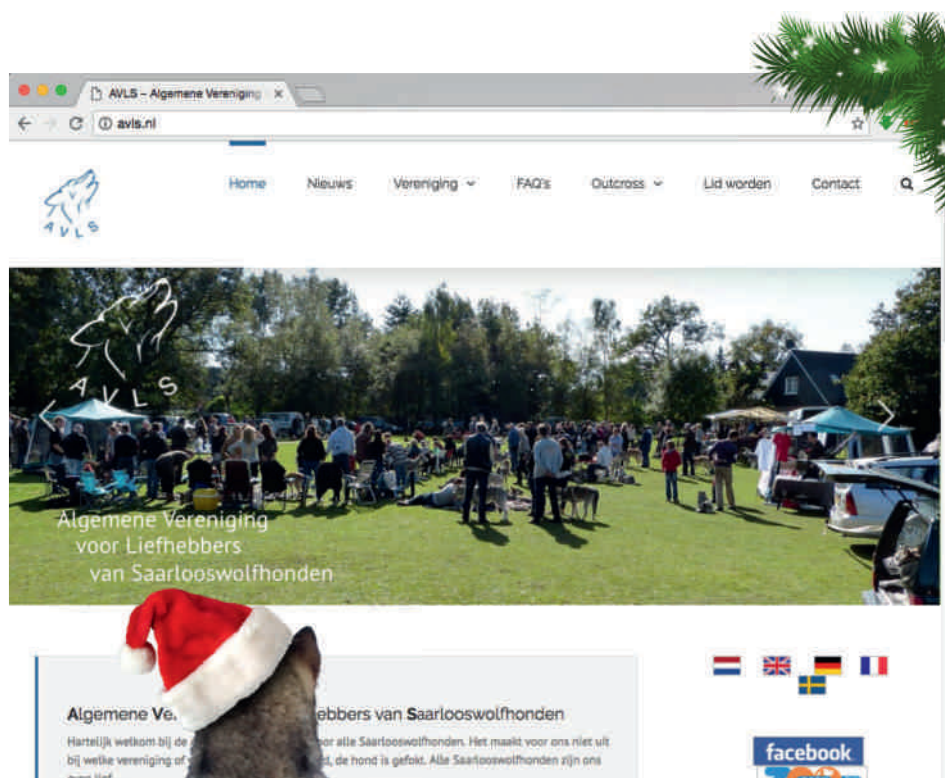 AVLS – Algemene Vereniging
avls.nl
AVLS
Home Nieuws Vereniging FAQ's Outcross Lid worden Contact
AVLS
Algemene Vereniging
voor Liefhebbers
van Saarlooswolfhonden
Algemene Ve hebbers van Saarlooswolfhonden
Hartelijk welkom bij de oor alle Saarlooswolfhonden. Het maakt voor ons niet uit
bij welke vereniging of d, de hond is gefokt. Alle Saarlooswolfhonden zijn ons
facebook